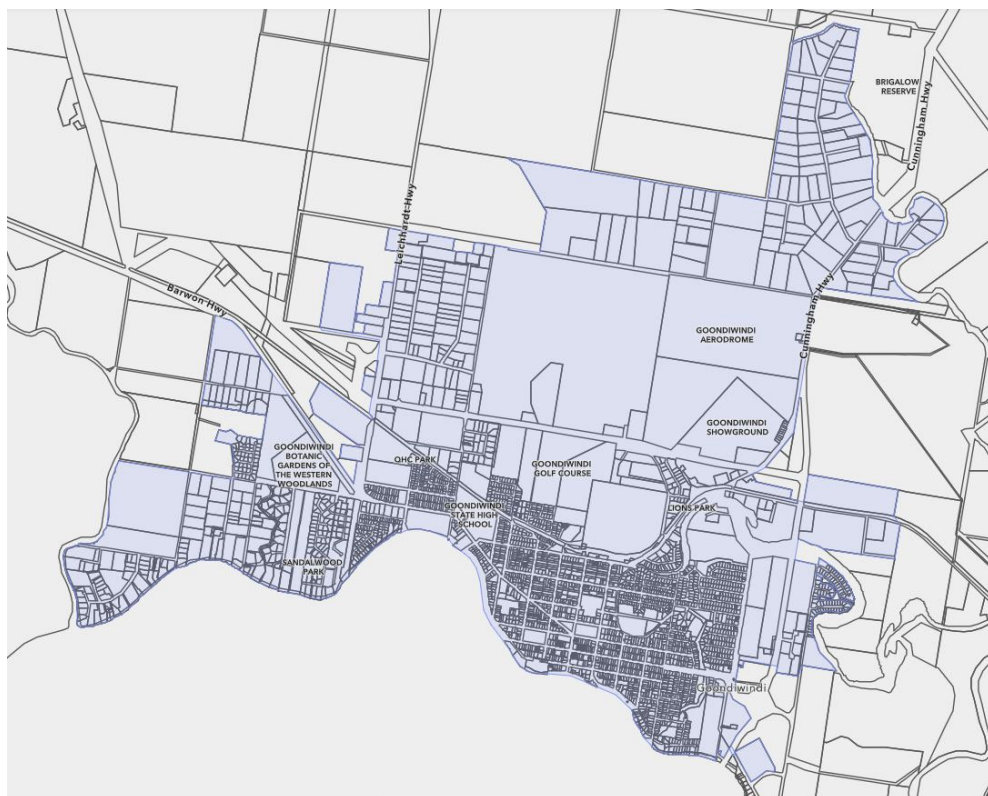 BRIGALOW
RESERVE
Cunningham Hwy
Leichhardt Hwy
Barwon Hwy
Cunningham Hwy
GOONDIWINDI
AERODROME
GOONDIWINDI
SHOWGROUND
GOONDIWINDI
BOTANIC
GARDENS OF
THE WESTERN
WOODLANDS
QHC PARK
GOONDIWINDI
GOLF COURSE
GOONDIWINDI
STATE HIGH
SCHOOL
LIONS PARK
SANDALWOOD
PARK
Goondiwindi